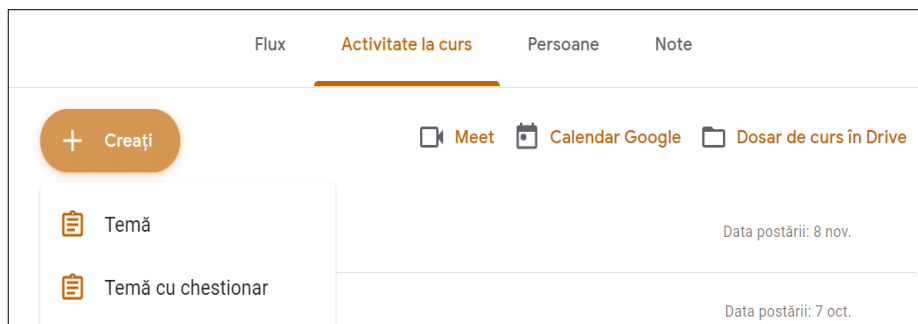 Flux Activitate la curs Persoane Note
Creați Meet Calendar Google Dosar de curs în Drive
Temă
Data postării: 8 nov.
Temă cu chestionar
Data postării: 7 oct.